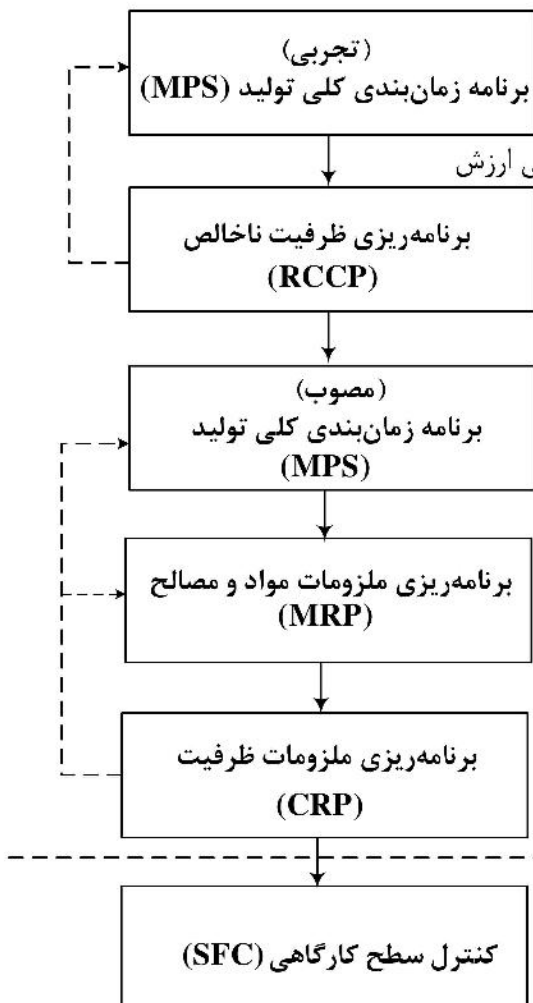 (تجربی)
برنامه زمان‌بندی کلی تولید (MPS)
ی ارزش
برنامه‌ریزی ظرفیت ناخالص
(RCCP)
(مصوب)
برنامه زمان‌بندی کلی تولید
(MPS)
برنامه‌ریزی ملزومات مواد و مصالح
(MRP)
برنامه‌ریزی ملزومات ظرفیت
(CRP)
کنترل سطح کارگاهی (SFC)